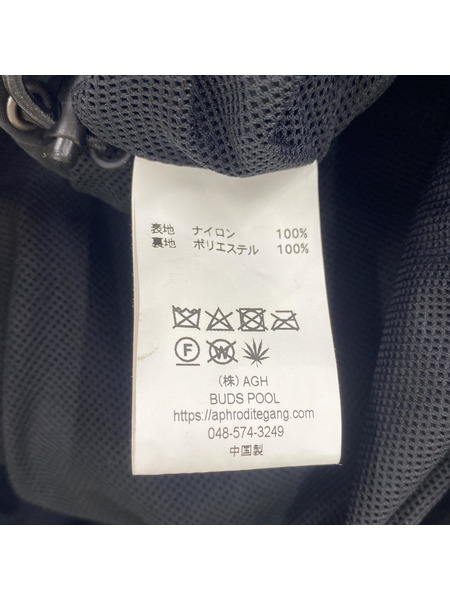 表地 ナイロン 100%
裏地 ポリエステル 100%
F W
(株) AGH
BUDS POOL
https://aphroditegang.com
048-574-3249
中国製